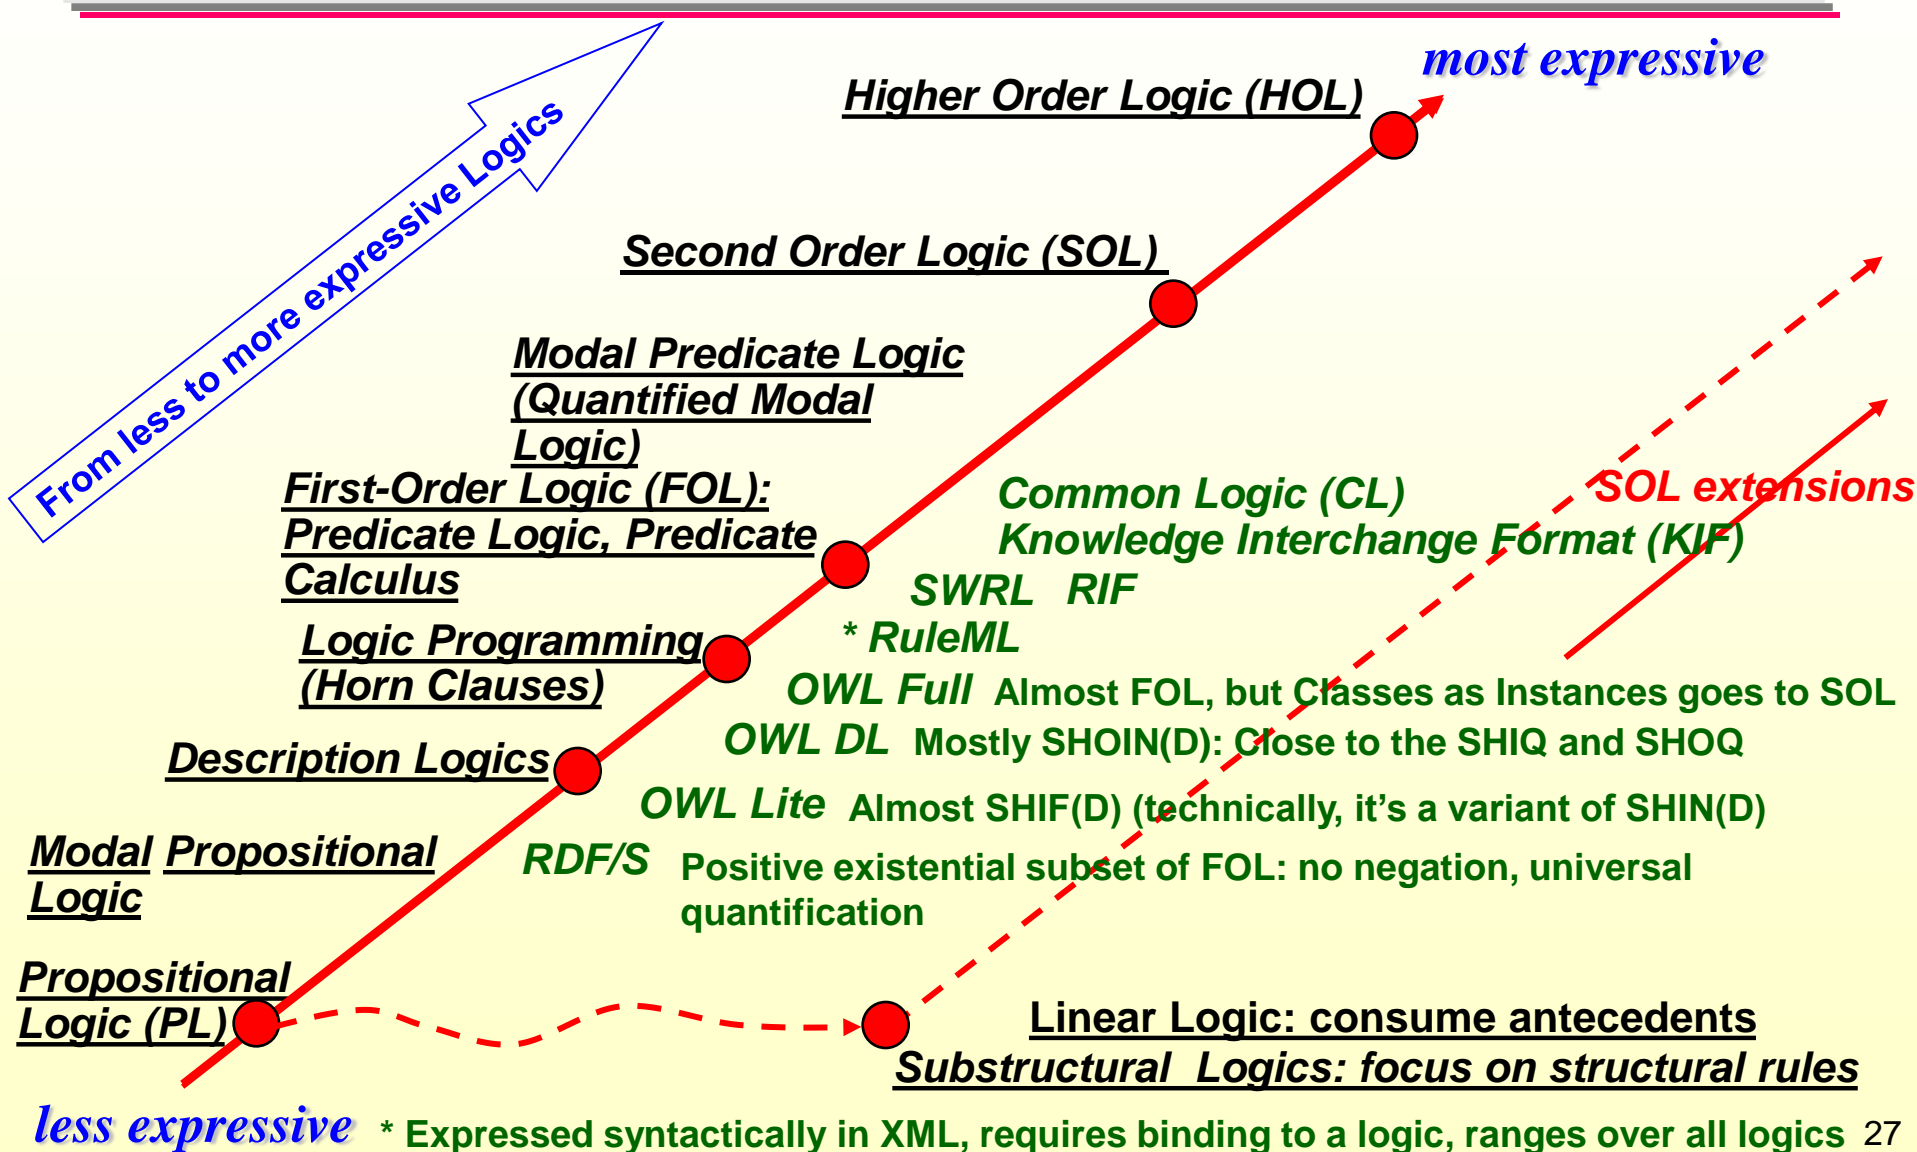 most expressive
Higher Order Logic (HOL)
From less to more expressive Logics
Second Order Logic (SOL)
Modal Predicate Logic
(Quantified Modal
Logic)
First-Order Logic (FOL):
Predicate Logic, Predicate
Calculus
Common Logic (CL)
Knowledge Interchange Format (KIF)
SOL extensions
SWRL RIF
* RuleML
Logic Programming
(Horn Clauses)
OWL Full Almost FOL, but Classes as Instances goes to SOL
OWL DL Mostly SHOIN(D): Close to the SHIQ and SHOQ
Description Logics
OWL Lite Almost SHIF(D) (technically, it’s a variant of SHIN(D)
Modal Propositional
Logic
RDF/S Positive existential subset of FOL: no negation, universal
quantification
Propositional
Logic (PL)
Linear Logic: consume antecedents
Substructural Logics: focus on structural rules
less expressive
* Expressed syntactically in XML, requires binding to a logic, ranges over all logics
27